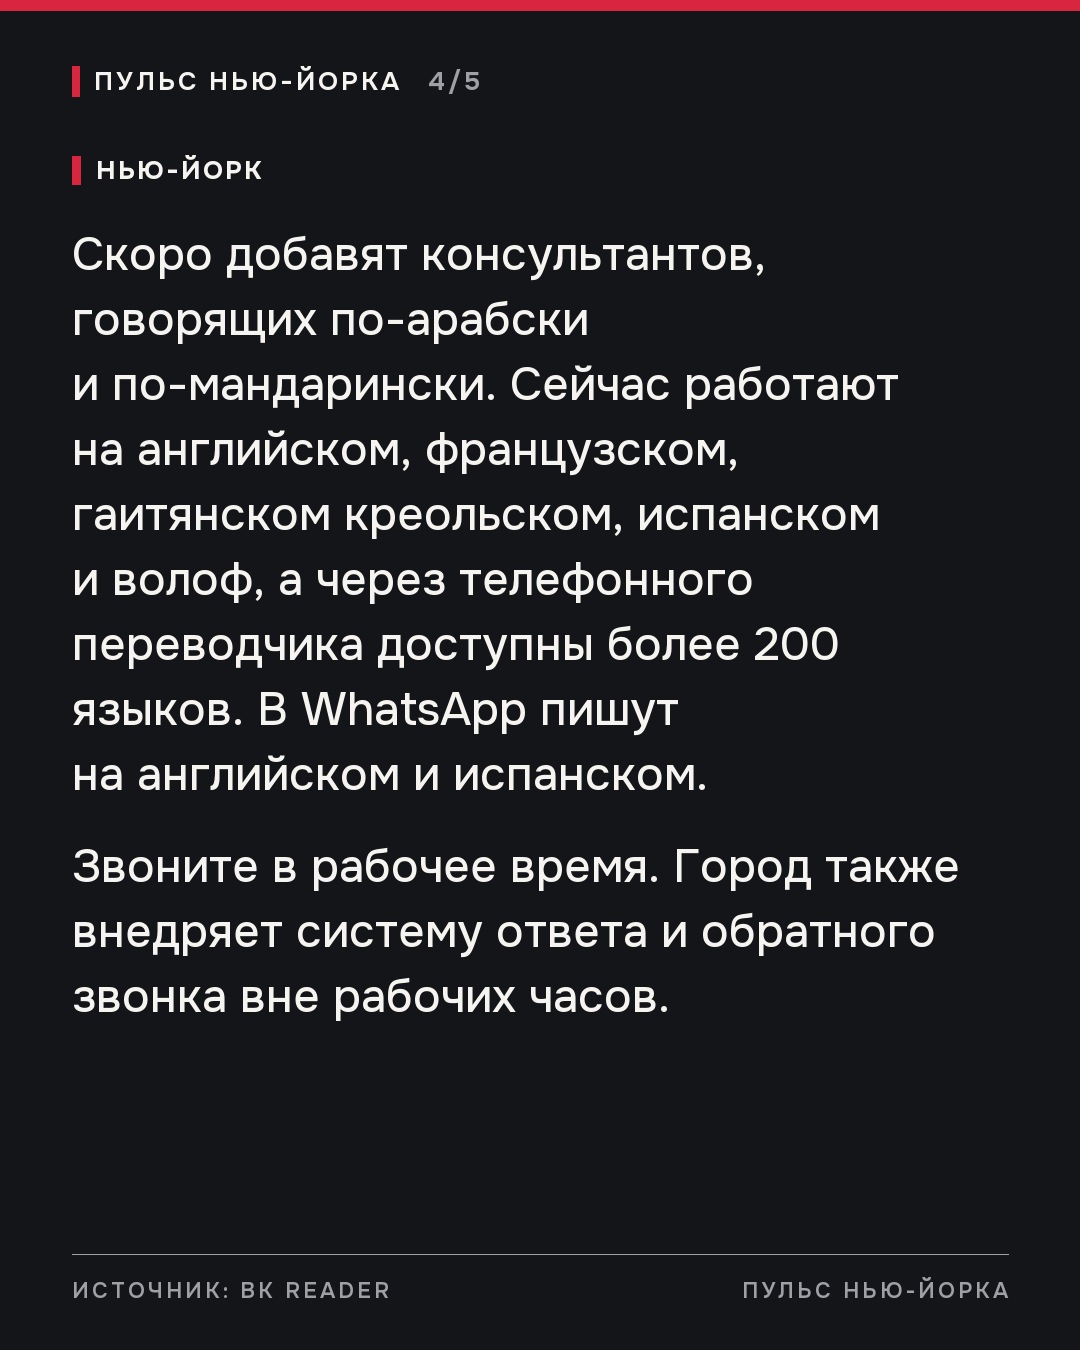 ПУЛЬС НЬЮ-ЙОРКА 4/5
НЬЮ-ЙОРК
Скоро добавят консультантов,
говорящих по-арабски
и по-мандарински. Сейчас работают
на английском, французском,
гаитянском креольском, испанском
и волоф, а через телефонного
переводчика доступны более 200
языков. В WhatsApp пишут
на английском и испанском.
Звоните в рабочее время. Город также
внедряет систему ответа и обратного
звонка вне рабочих часов.
ИСТОЧНИК: BK READER
ПУЛЬС НЬЮ-ЙОРКА